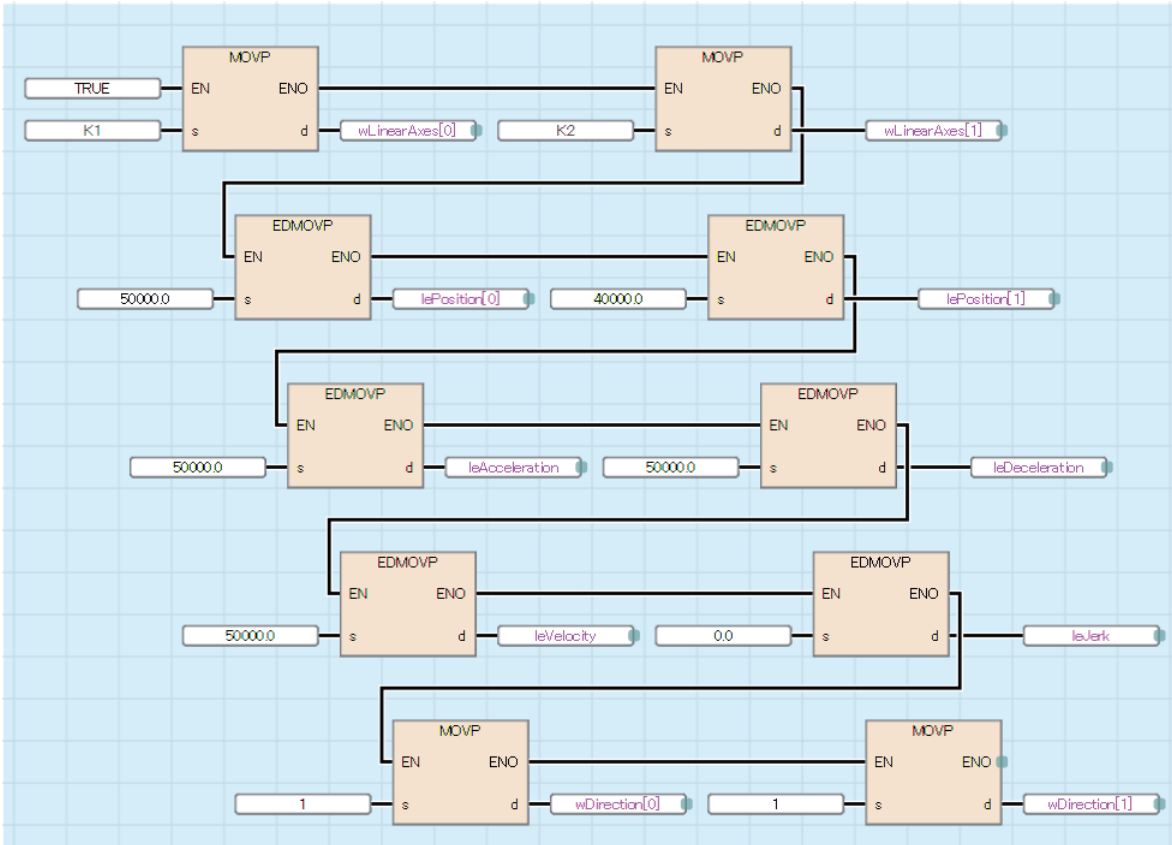 MOVP MOVP
TRUE EN ENO EN ENO
K1 s d wLinearAxes[0] K2 s d wLinearAxes[1]
EDMOVP EDMOVP
EN ENO EN ENO
50000.0 s d lePosition[0] 40000.0 s d lePosition[1]
EDMOVP EDMOVP
EN ENO EN ENO
50000.0 s d leAcceleration 50000.0 s d leDeceleration
EDMOVP EDMOVP
EN ENO EN ENO
50000.0 s d leVelocity 0.0 s d leJerk
MOVP MOVP
EN ENO EN ENO
1 s d wDirection[0] 1 s d wDirection[1]